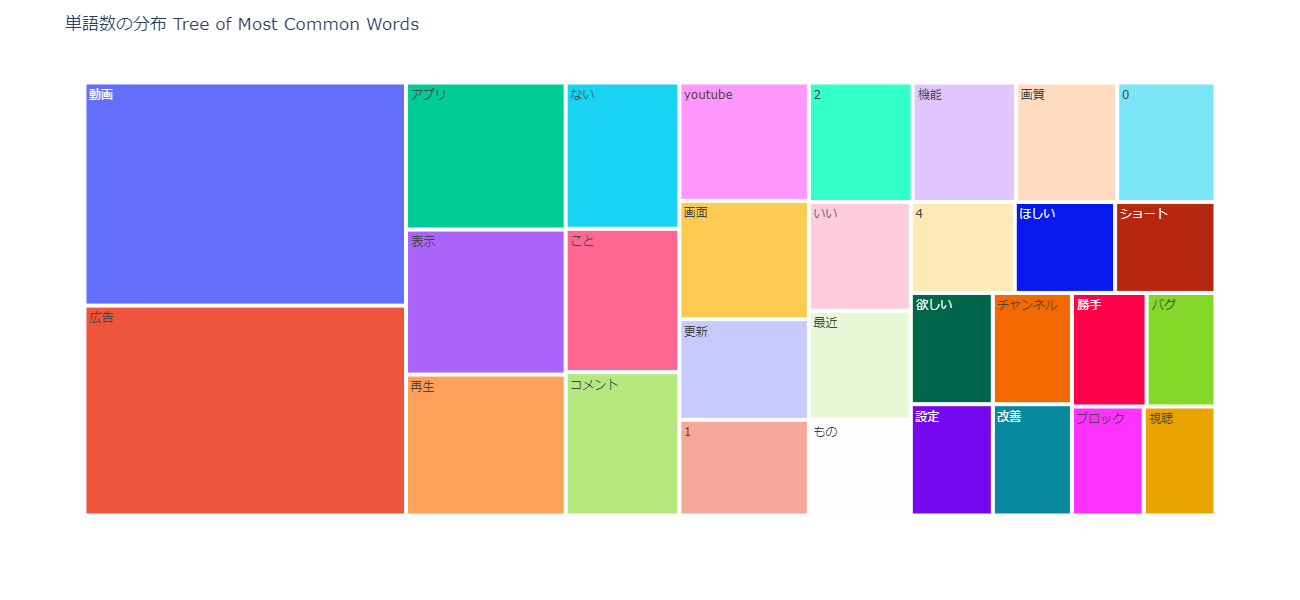 単語数の分布 Tree of Most Common Words
動画
広告
アプリ
表示
再生
ない
こと
コメント
youtube
画面
更新
1
2
いい
最近
もの
機能
画質
0
4
ほしい
ショート
欲しい
チャンネル
勝手
バグ
設定
改善
ブロック
視聴